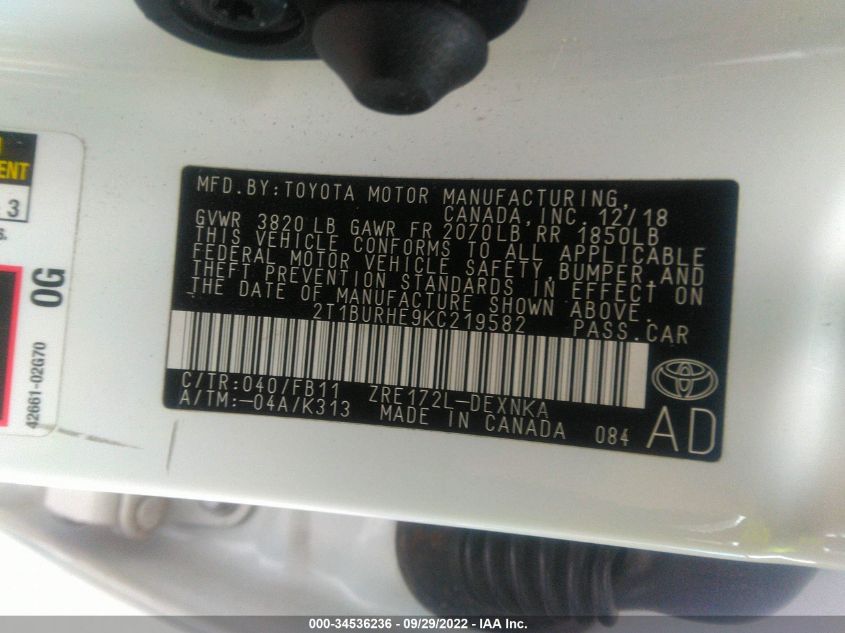 MFD.BY:TOYOTA MOTOR MANUFACTURING,
CANADA,INC. 12/18
GVWR 3820 LB GAWR FR 2070LB RR 1850LB
THIS VEHICLE CONFORMS TO ALL APPLICABLE
FEDERAL MOTOR VEHICLE SAFETY,BUMPER,AND
THEFT PREVENTION STANDARDS IN EFFECT ON
THE DATE OF MANUFACTURE SHOWN ABOVE.
2T1BURHE9KC219582 PASS.CAR
C/TR:040/FB11 ZRE172L-DEXNKA
A/TM:-04A/K313 MADE IN CANADA 084 AD
3
0G
42661-02G70
000-34536236 - 09/29/2022 - IAA Inc.